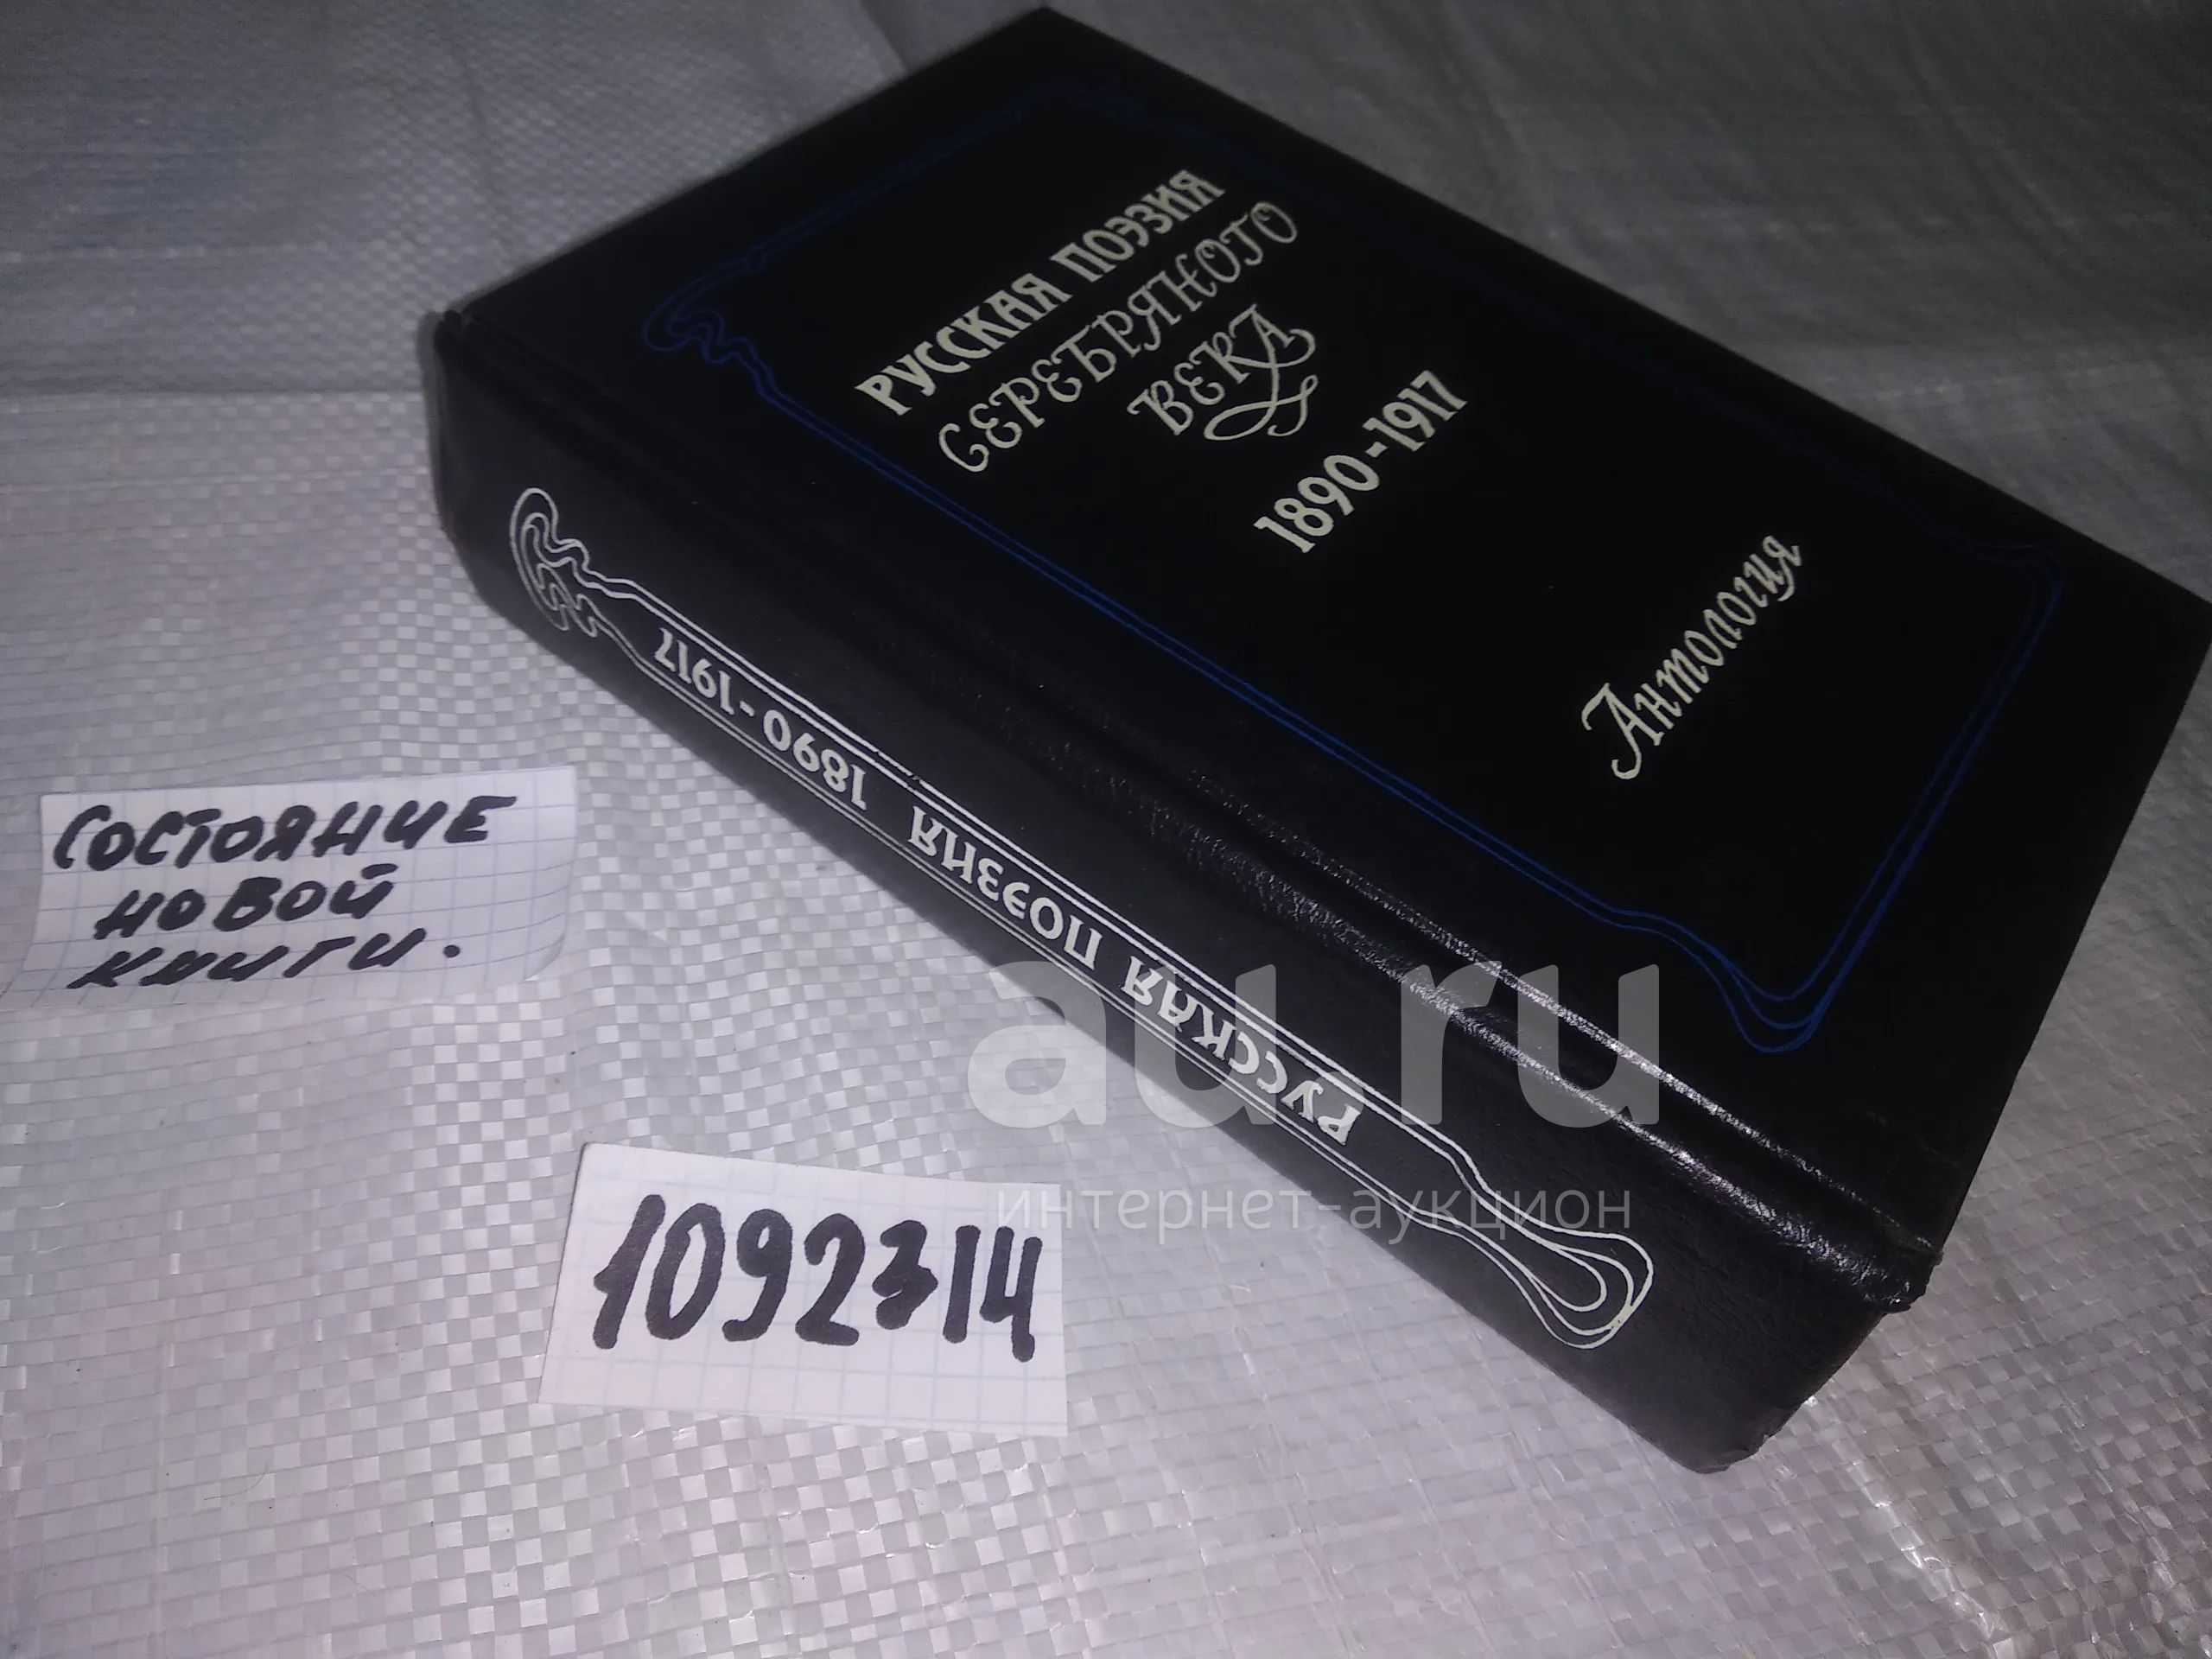 РУССКАЯ ПОЭЗИЯ
СЕРЕБРЯНОГО
ВЕКА
1890-1917
Антология
РУССКАЯ ПОЭЗИЯ 1890-1917
СОСТОЯНИЕ
НОВОЙ
КНИГИ.
1092314
au.ru
интернет-аукцион